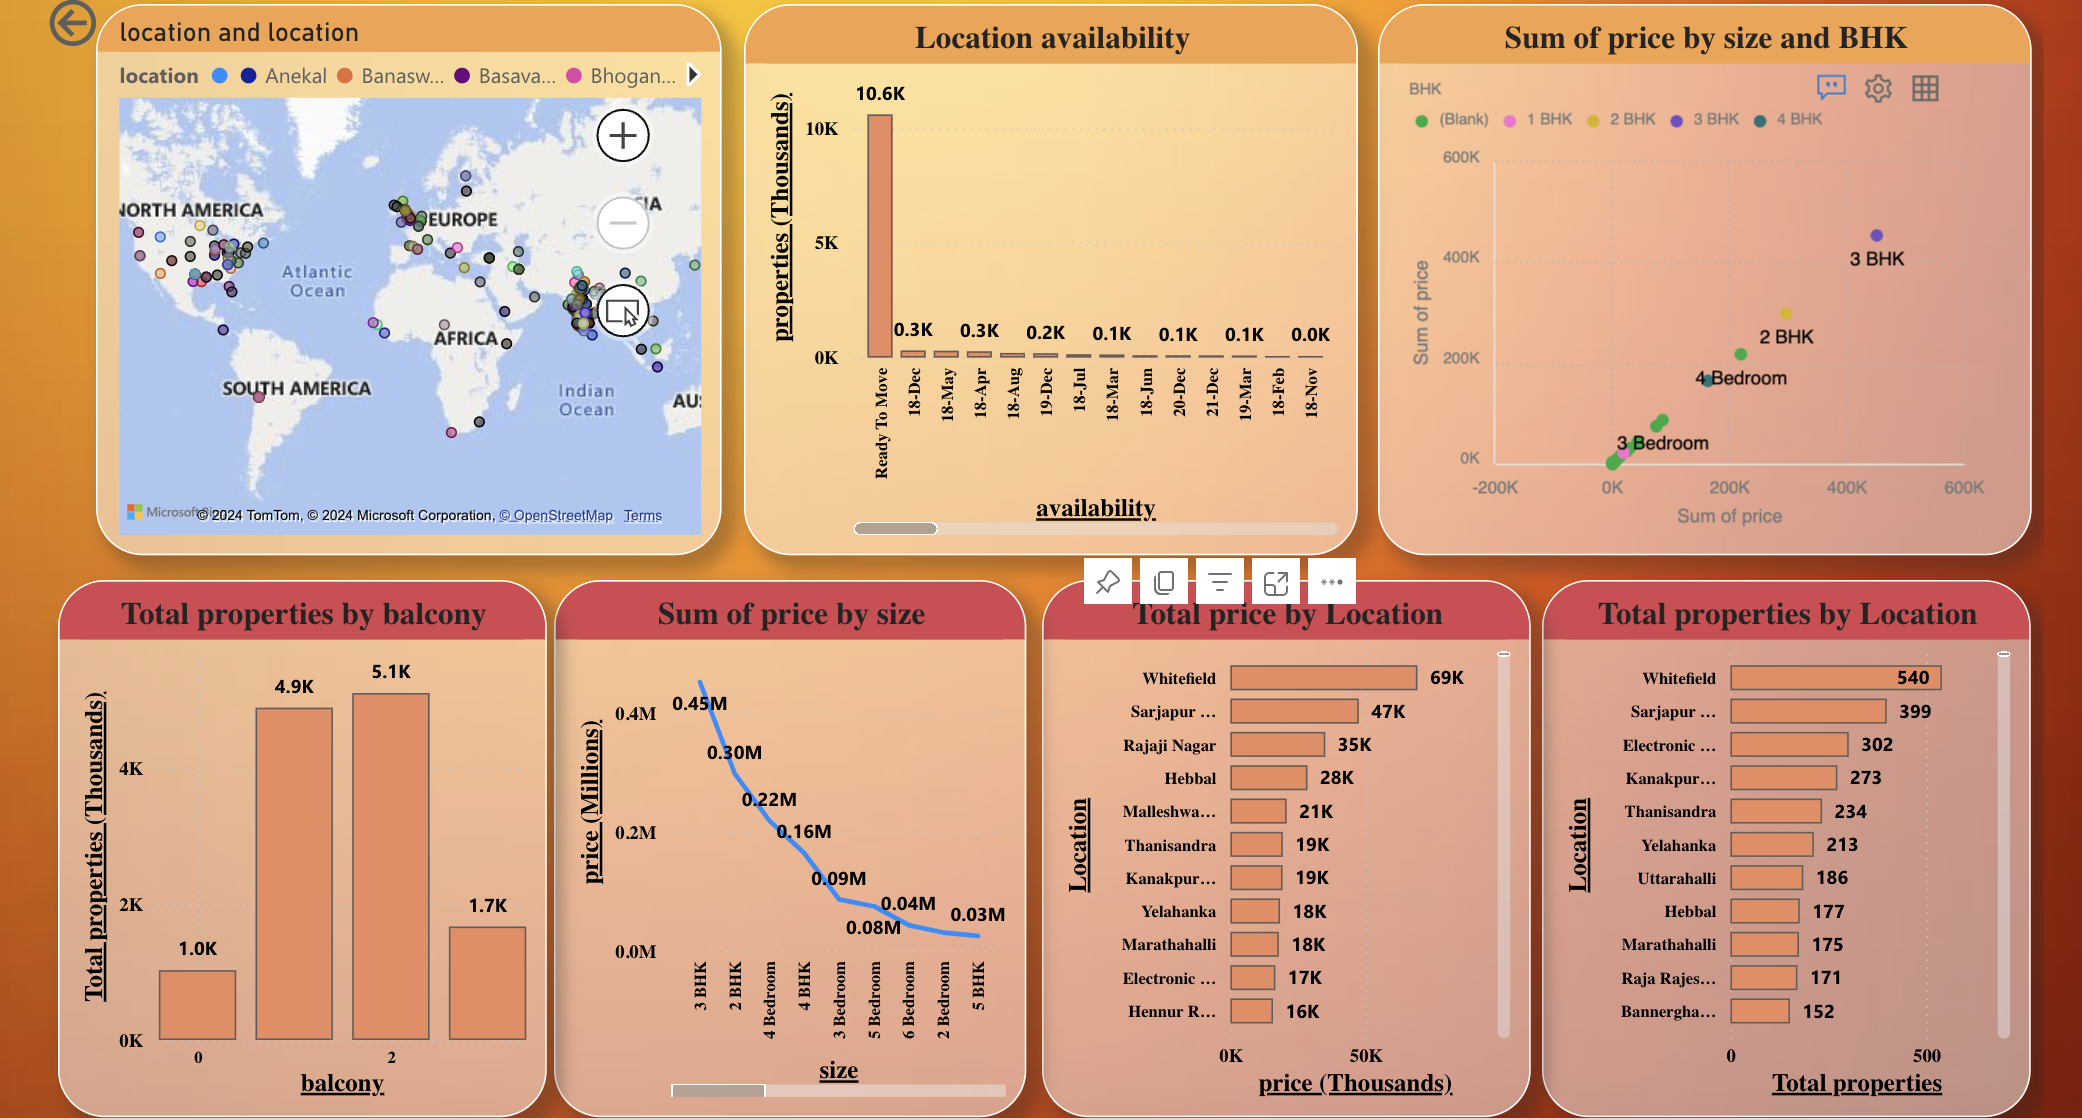 location and location
location Anekal Banasw... Basava... Bhogan...
NORTH AMERICA
EUROPE
Atlantic
Ocean
AFRICA
SOUTH AMERICA
Indian
Ocean
© 2024 TomTom, © 2024 Microsoft Corporation, © OpenStreetMap Terms
Location availability
properties (Thousands)
10K
5K
0K
10.6K
0.3K 0.3K 0.2K 0.1K 0.1K 0.1K 0.0K
Ready To Move
18-Dec
18-May
18-Apr
18-Aug
19-Dec
18-Jul
18-Mar
18-Jun
20-Dec
21-Dec
19-Mar
18-Feb
18-Nov
availability
Sum of price by size and BHK
BHK
(Blank) 1 BHK 2 BHK 3 BHK 4 BHK
Sum of price
600K
400K
200K
0K
3 BHK
2 BHK
4 Bedroom
3 Bedroom
-200K 0K 200K 400K 600K
Sum of price
Total properties by balcony
Total properties (Thousands)
4K
2K
0K
1.0K
4.9K
5.1K
1.7K
0 2
balcony
Sum of price by size
price (Millions)
0.4M
0.2M
0.0M
0.45M
0.30M
0.22M
0.16M
0.09M
0.08M
0.04M
0.03M
3 BHK
2 BHK
4 Bedroom
4 BHK
3 Bedroom
5 Bedroom
6 Bedroom
2 Bedroom
5 BHK
size
Total price by Location
Location
Whitefield 69K
Sarjapur ... 47K
Rajaji Nagar 35K
Hebbal 28K
Malleshwa... 21K
Thanisandra 19K
Kanakpur... 19K
Yelahanka 18K
Marathahalli 18K
Electronic ... 17K
Hennur R... 16K
0K 50K
price (Thousands)
Total properties by Location
Location
Whitefield 540
Sarjapur ... 399
Electronic ... 302
Kanakpur... 273
Thanisandra 234
Yelahanka 213
Uttarahalli 186
Hebbal 177
Marathahalli 175
Raja Rajes... 171
Bannergha... 152
0 500
Total properties